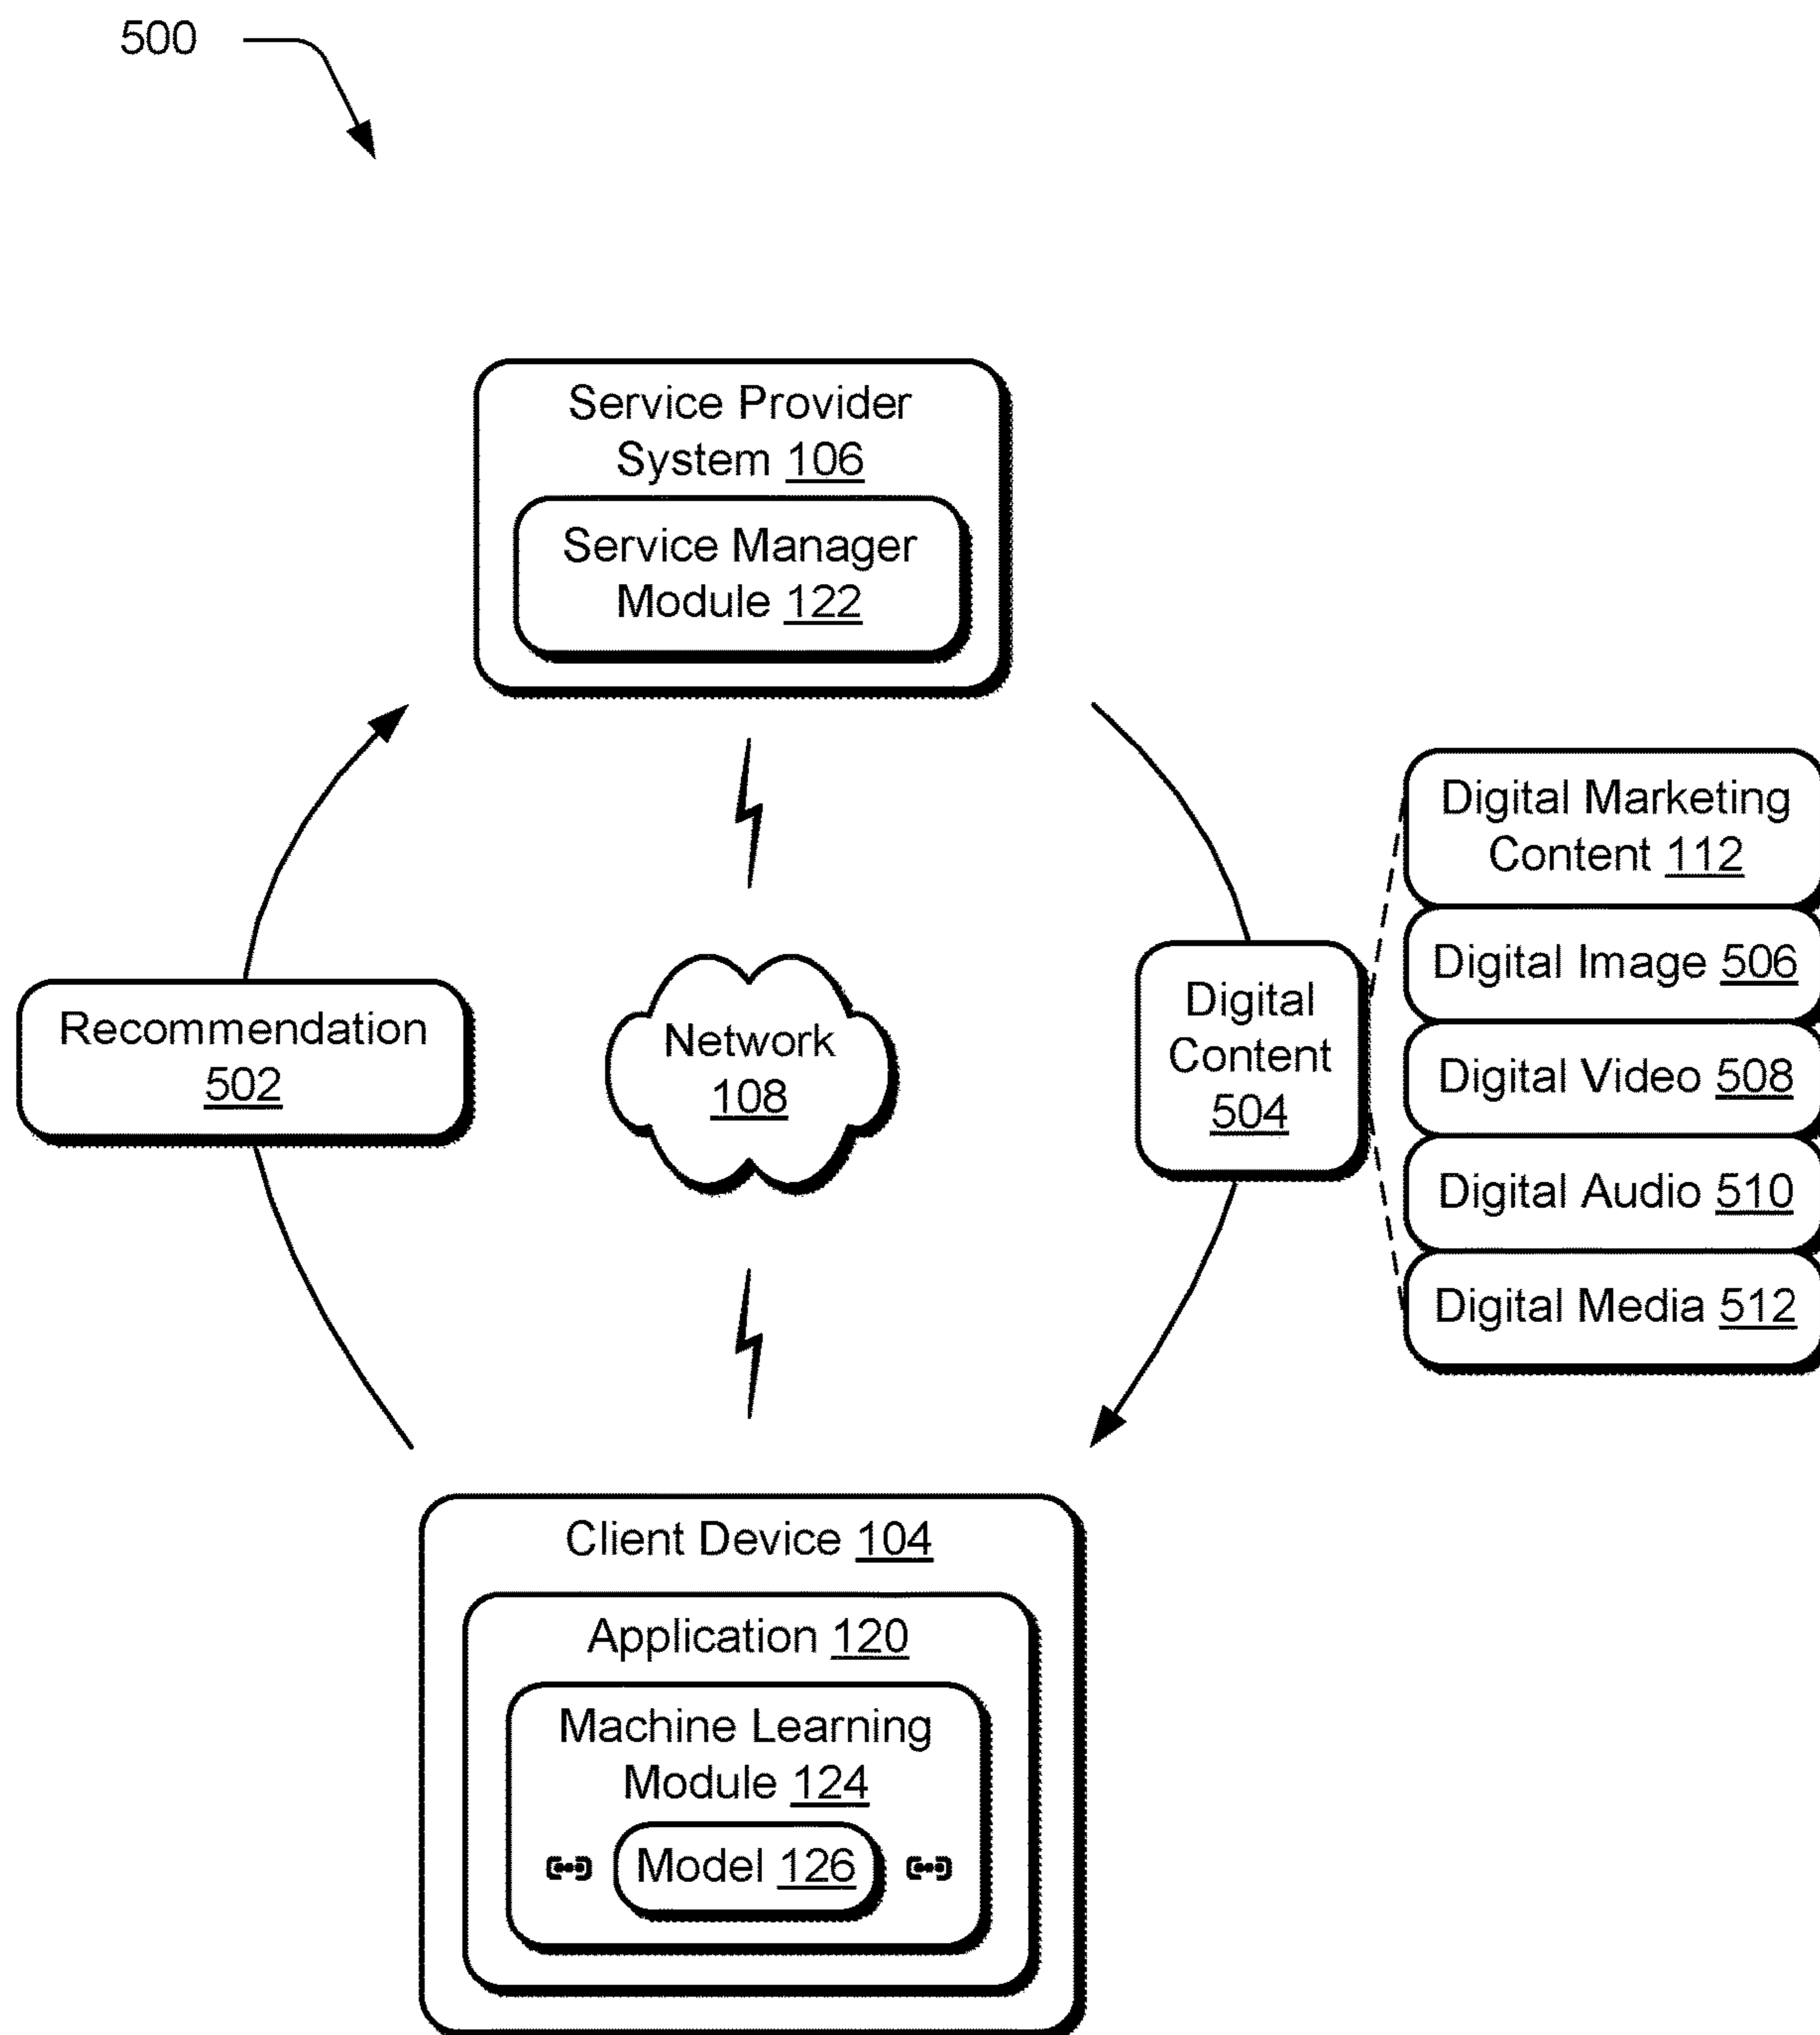 500
Service Provider
System 106
Service Manager
Module 122
Digital Marketing
Content 112
Digital Image 506
Digital Video 508
Digital Audio 510
Digital Media 512
Recommendation
502
Network
108
Digital
Content
504
Client Device 104
Application 120
Machine Learning
Module 124
Model 126